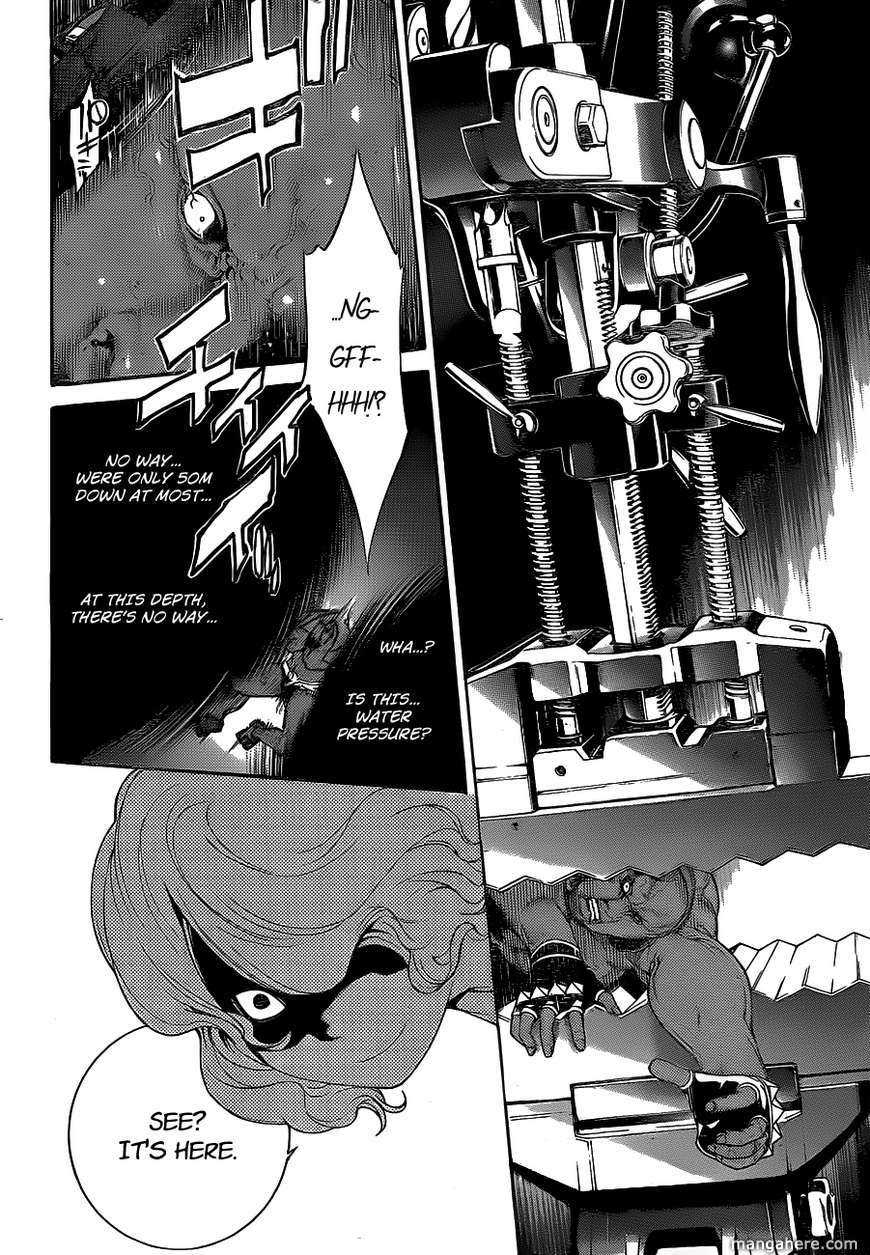 ...NG-
GFF-
HHH!?
NO WAY...
WERE ONLY 50M
DOWN AT MOST...
AT THIS DEPTH,
THERE'S NO WAY...
WHA...?
IS THIS...
WATER
PRESSURE?
SEE?
IT'S HERE.
mangahere.com